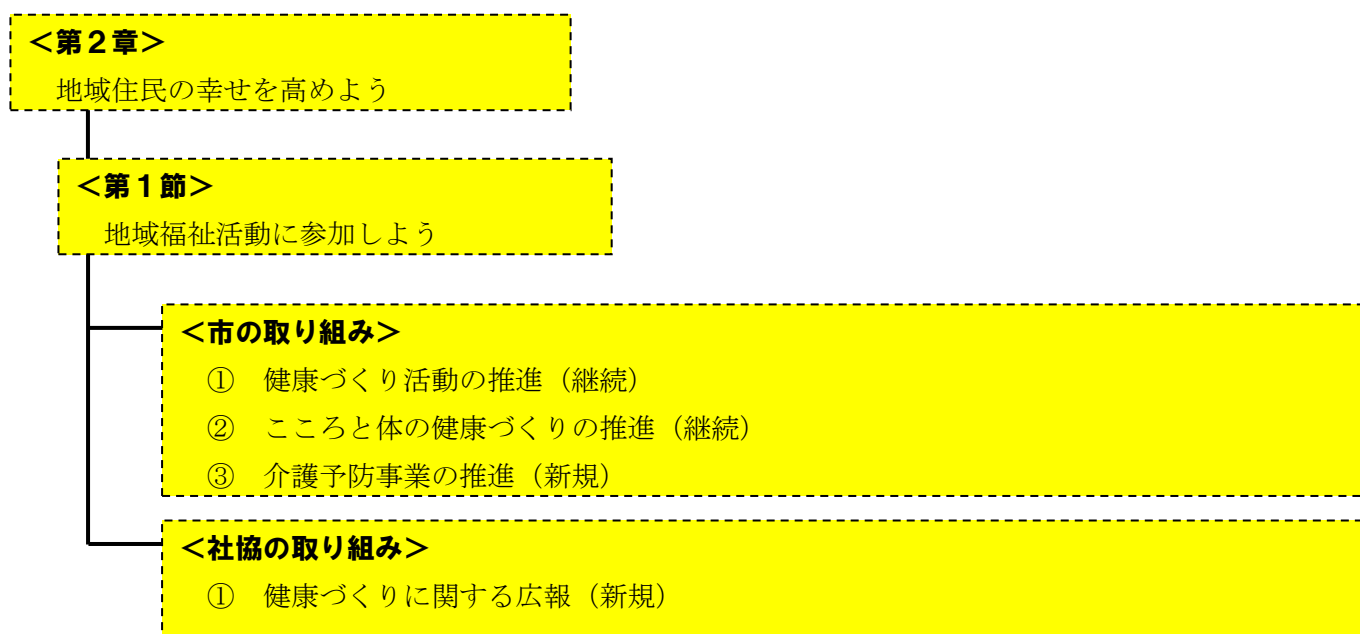 ＜第２章＞
地域住民の幸せを高めよう
＜第１節＞
地域福祉活動に参加しよう
＜市の取り組み＞
①　健康づくり活動の推進（継続）
②　こころと体の健康づくりの推進（継続）
③　介護予防事業の推進（新規）
＜社協の取り組み＞
①　健康づくりに関する広報（新規）